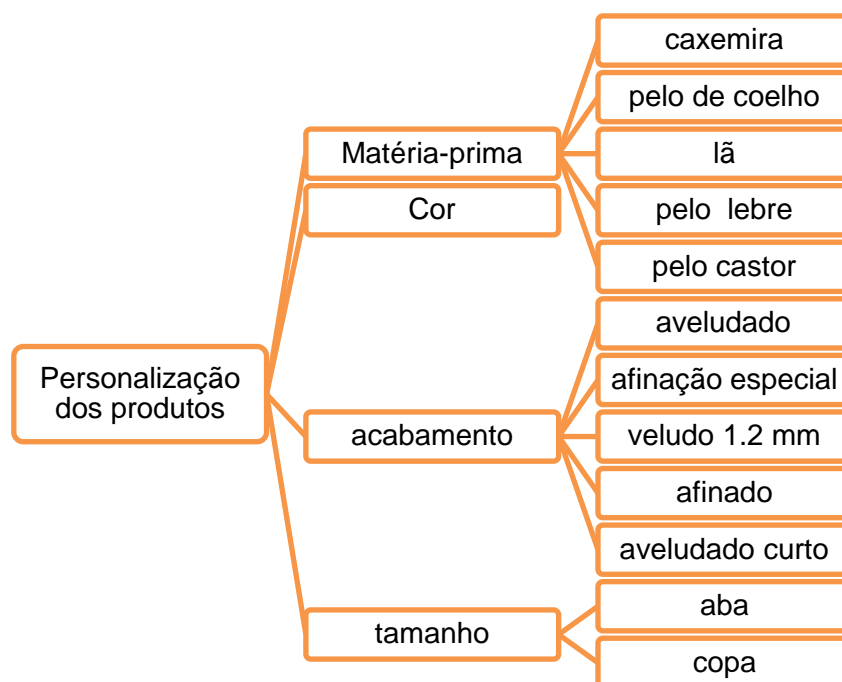 Personalização
dos produtos
Matéria-prima
caxemira
pelo de coelho
lã
pelo  lebre
pelo castor
Cor
acabamento
aveludado
afinação especial
veludo 1.2 mm
afinado
aveludado curto
tamanho
aba
copa